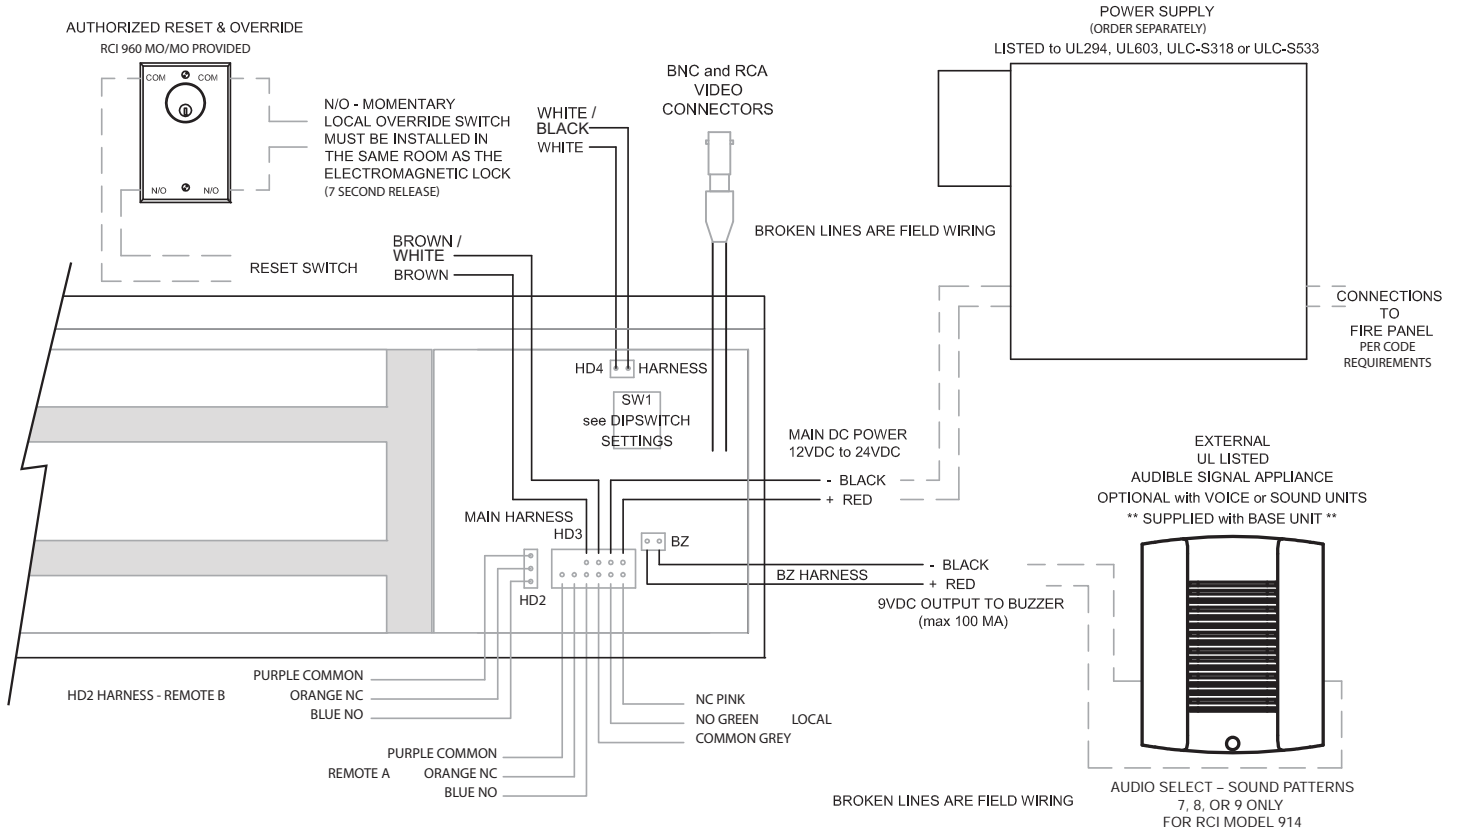 AUTHORIZED RESET & OVERRIDE
RCI 960 MO/MO PROVIDED
COM
COM
N/O
N/O
N/O - MOMENTARY
LOCAL OVERRIDE SWITCH
MUST BE INSTALLED IN
THE SAME ROOM AS THE
ELECTROMAGNETIC LOCK
(7 SECOND RELEASE)
RESET SWITCH
WHITE /
BLACK
WHITE
BROWN /
WHITE
BROWN
BNC and RCA
VIDEO
CONNECTORS
BROKEN LINES ARE FIELD WIRING
POWER SUPPLY
(ORDER SEPARATELY)
LISTED to UL294, UL603, ULC-S318 or ULC-S533
CONNECTIONS
TO
FIRE PANEL
PER CODE
REQUIREMENTS
HD4
HARNESS
SW1
see DIPSWITCH
SETTINGS
MAIN DC POWER
12VDC to 24VDC
- BLACK
+ RED
MAIN HARNESS
HD3
BZ
HD2
BZ HARNESS
- BLACK
+ RED
9VDC OUTPUT TO BUZZER
(max 100 MA)
EXTERNAL
UL LISTED
AUDIBLE SIGNAL APPLIANCE
OPTIONAL with VOICE or SOUND UNITS
** SUPPLIED with BASE UNIT **
HD2 HARNESS - REMOTE B
PURPLE COMMON
ORANGE NC
BLUE NO
REMOTE A
PURPLE COMMON
ORANGE NC
BLUE NO
NC PINK
NO GREEN
COMMON GREY
LOCAL
BROKEN LINES ARE FIELD WIRING
AUDIO SELECT – SOUND PATTERNS
7, 8, OR 9 ONLY
FOR RCI MODEL 914